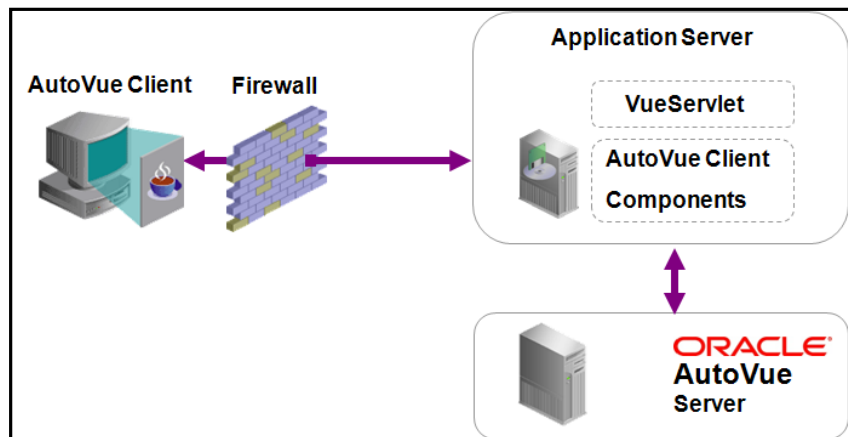 Application Server
AutoVue Client
Firewall
VueServlet
AutoVue Client
Components
ORACLE®
AutoVue
Server